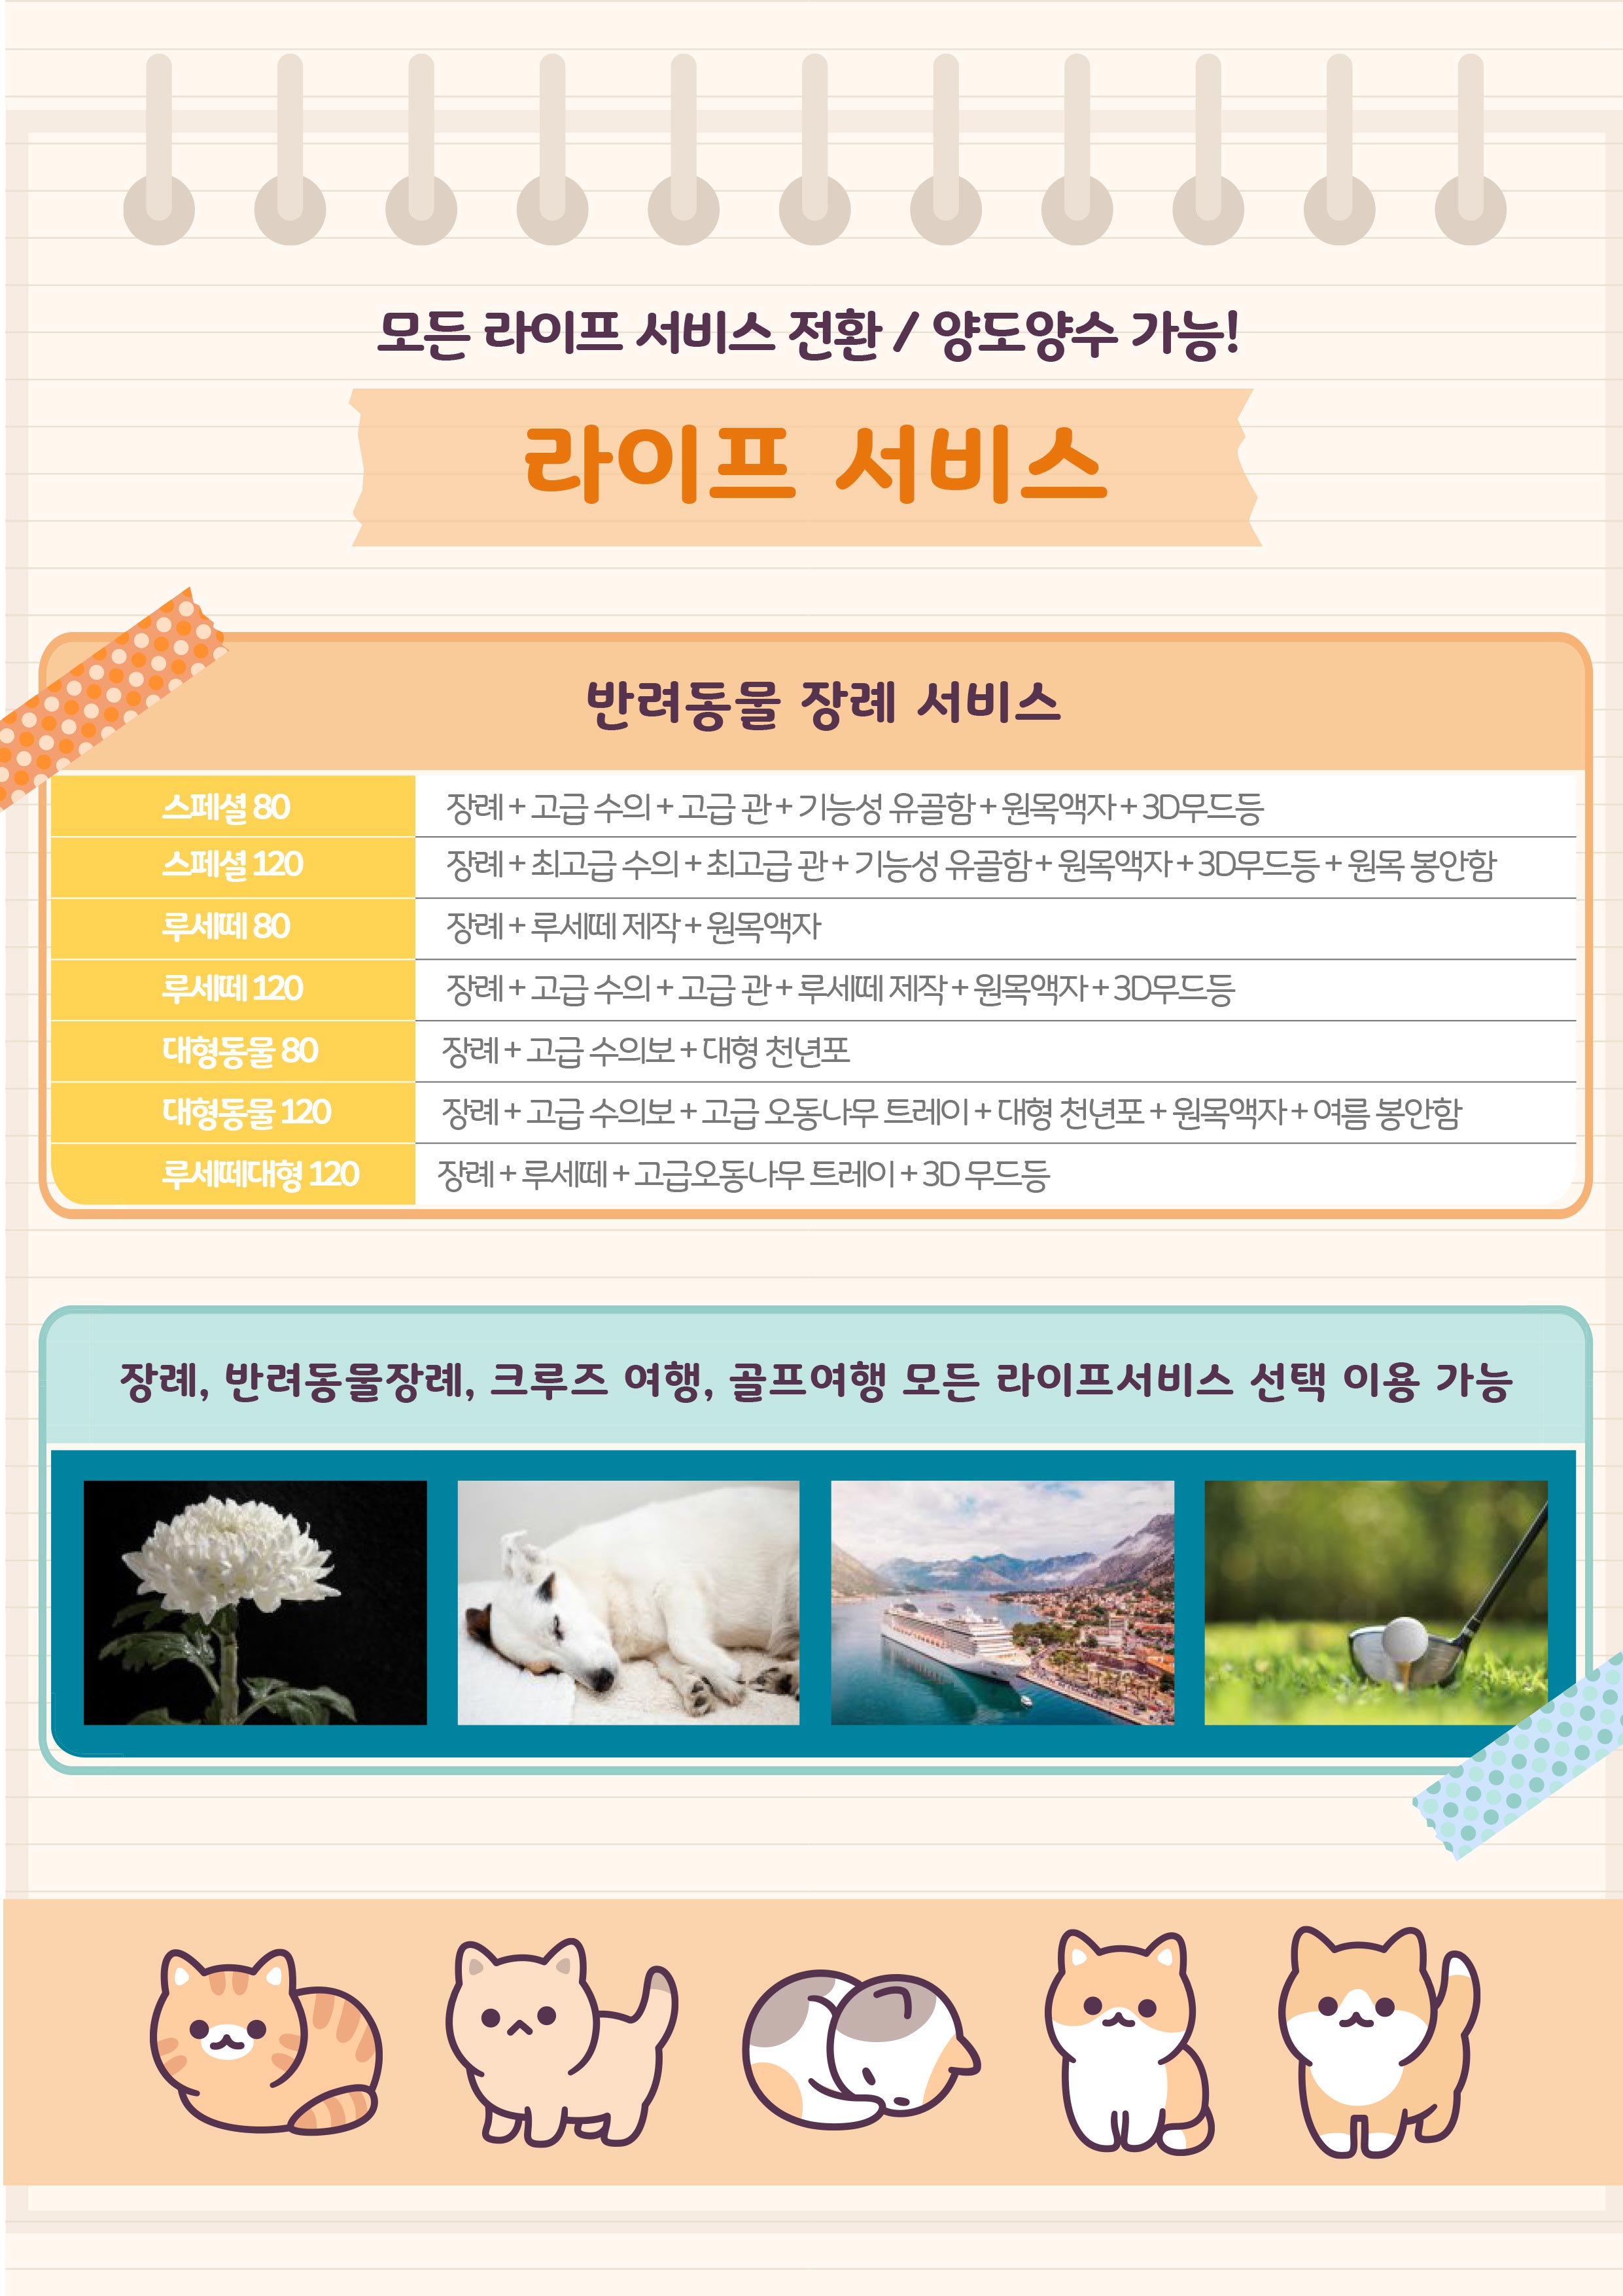 모든 라이프 서비스 전환 / 양도양수 가능!
라이프 서비스
반려동물 장례 서비스
스페셜 80 장례 + 고급 수의 + 고급 관 + 기능성 유골함 + 원목액자 + 3D무드등
스페셜 120 장례 + 최고급 수의 + 최고급 관 + 기능성 유골함 + 원목액자 + 3D무드등 + 원목 봉안함
루세떼 80 장례 + 루세떼 제작 + 원목액자
루세떼 120 장례 + 고급 수의 + 고급 관 + 루세떼 제작 + 원목액자 + 3D무드등
대형동물 80 장례 + 고급 수의보 + 대형 천년포
대형동물 120 장례 + 고급 수의보 + 고급 오동나무 트레이 + 대형 천년포 + 원목액자 + 여름 봉안함
루세떼대형 120 장례 + 루세떼 + 고급오동나무 트레이 + 3D 무드등
장례, 반려동물장례, 크루즈 여행, 골프여행 모든 라이프서비스 선택 이용 가능